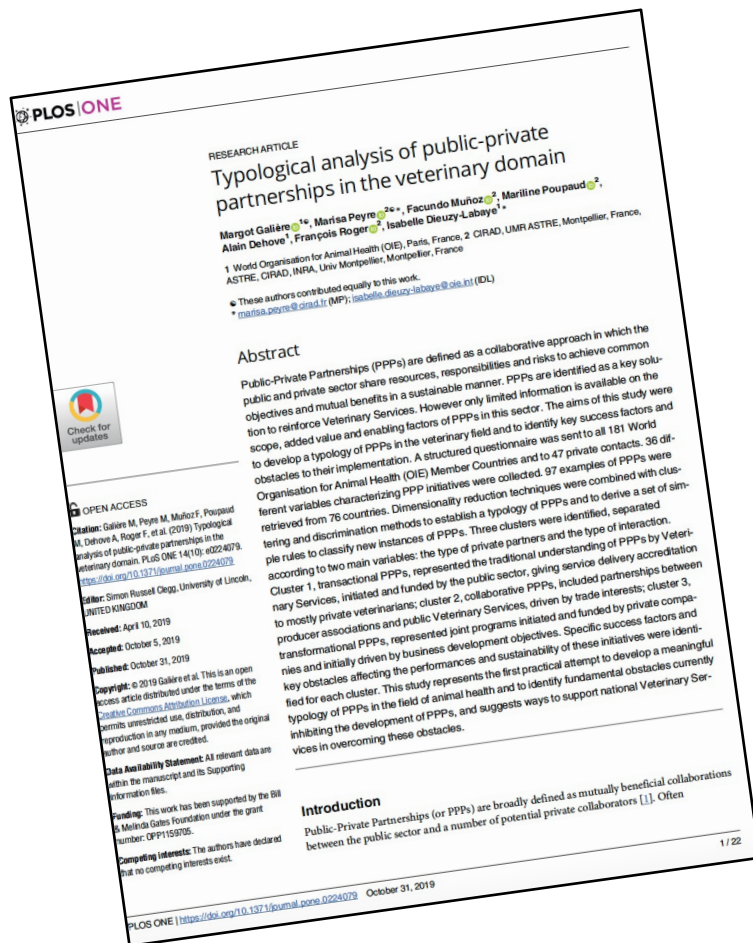 PLOS|ONE
RESEARCH ARTICLE
Typological analysis of public-private
partnerships in the veterinary domain
Margot Galière 1☯, Marisa Peyre 2☯*, Facundo Muñoz 2, Mariline Poupaud 2,
Alain Dehove1, François Roger 2, Isabelle Dieuzy-Labaye1*
1 World Organisation for Animal Health (OIE), Paris, France, 2 CIRAD, UMR ASTRE, Montpellier, France,
ASTRE, CIRAD, INRA, Univ Montpellier, Montpellier, France
☯ These authors contributed equally to this work.
* marisa.peyre@cirad.fr (MP); isabelle.dieuzy-labaye@oie.int (IDL)
Abstract
Public-Private Partnerships (PPPs) are defined as a collaborative approach in which the
public and private sector share resources, responsibilities and risks to achieve common
objectives and mutual benefits in a sustainable manner. PPPs are identified as a key solu-
tion to reinforce Veterinary Services. However only limited information is available on the
scope, added value and enabling factors of PPPs in this sector. The aims of this study were
to develop a typology of PPPs in the veterinary field and to identify key success factors and
obstacles to their implementation. A structured questionnaire was sent to all 181 World
Organisation for Animal Health (OIE) Member Countries and to 47 private contacts. 36 dif-
ferent variables characterizing PPP initiatives were collected. 97 examples of PPPs were
retrieved from 76 countries. Dimensionality reduction techniques were combined with clus-
tering and discrimination methods to establish a typology of PPPs and to derive a set of sim-
ple rules to classify new instances of PPPs. Three clusters were identified, separated
according to two main variables: the type of private partners and the type of interaction.
Cluster 1, transactional PPPs, represented the traditional understanding of PPPs by Veteri-
nary Services, initiated and funded by the public sector, giving service delivery accreditation
to mostly private veterinarians; cluster 2, collaborative PPPs, included partnerships between
producer associations and public Veterinary Services, driven by trade interests; cluster 3,
transformational PPPs, represented joint programs initiated and funded by private compa-
nies and initially driven by business development objectives. Specific success factors and
key obstacles affecting the performances and sustainability of these initiatives were identi-
fied for each cluster. This study represents the first practical attempt to develop a meaningful
typology of PPPs in the field of animal health and to identify fundamental obstacles currently
inhibiting the development of PPPs, and suggests ways to support national Veterinary Ser-
vices in overcoming these obstacles.
Introduction
Public-Private Partnerships (or PPPs) are broadly defined as mutually beneficial collaborations
between the public sector and a number of potential private collaborators [1]. Often
Check for
updates
OPEN ACCESS
Citation: Galière M, Peyre M, Muñoz F, Poupaud
M, Dehove A, Roger F, et al. (2019) Typological
analysis of public-private partnerships in the
veterinary domain. PLoS ONE 14(10): e0224079.
https://doi.org/10.1371/journal.pone.0224079
Editor: Simon Russell Clegg, University of Lincoln,
UNITED KINGDOM
Received: April 10, 2019
Accepted: October 5, 2019
Published: October 31, 2019
Copyright: © 2019 Galière et al. This is an open
access article distributed under the terms of the
Creative Commons Attribution License, which
permits unrestricted use, distribution, and
reproduction in any medium, provided the original
author and source are credited.
Data Availability Statement: All relevant data are
within the manuscript and its Supporting
Information files.
Funding: This work has been supported by the Bill
& Melinda Gates Foundation under the grant
number: OPP1159705.
Competing interests: The authors have declared
that no competing interests exist.
PLOS ONE | https://doi.org/10.1371/journal.pone.0224079 October 31, 2019
1 / 22